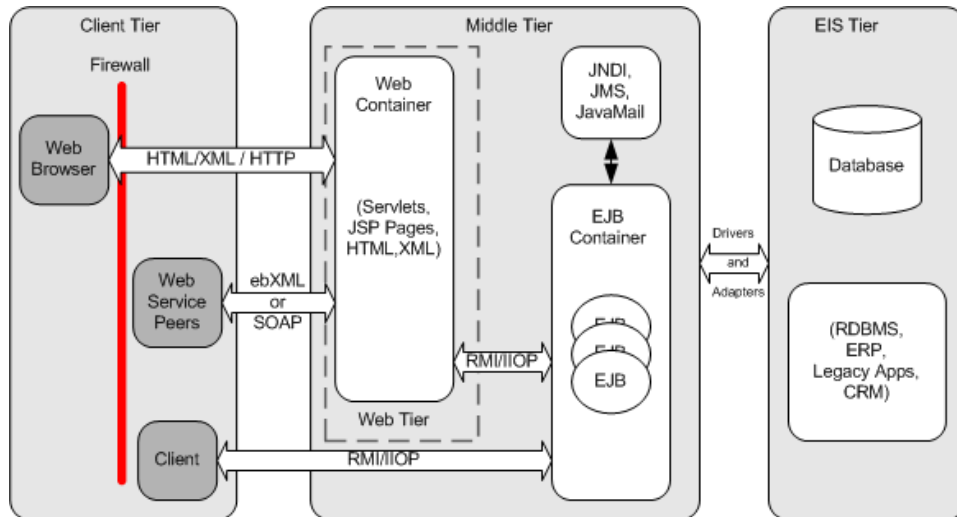 Client Tier
Middle Tier
EIS Tier
Firewall
Web
Container
JNDI,
JMS,
JavaMail
Web
Browser
HTML/XML / HTTP
Database
(Servlets,
JSP Pages,
HTML,XML)
EJB
Container
Drivers
and
Adapters
Web
Service
Peers
ebXML
or
SOAP
EJB
EJB
EJB
RMI/IIOP
(RDBMS,
ERP,
Legacy Apps,
CRM)
Web Tier
Client
RMI/IIOP